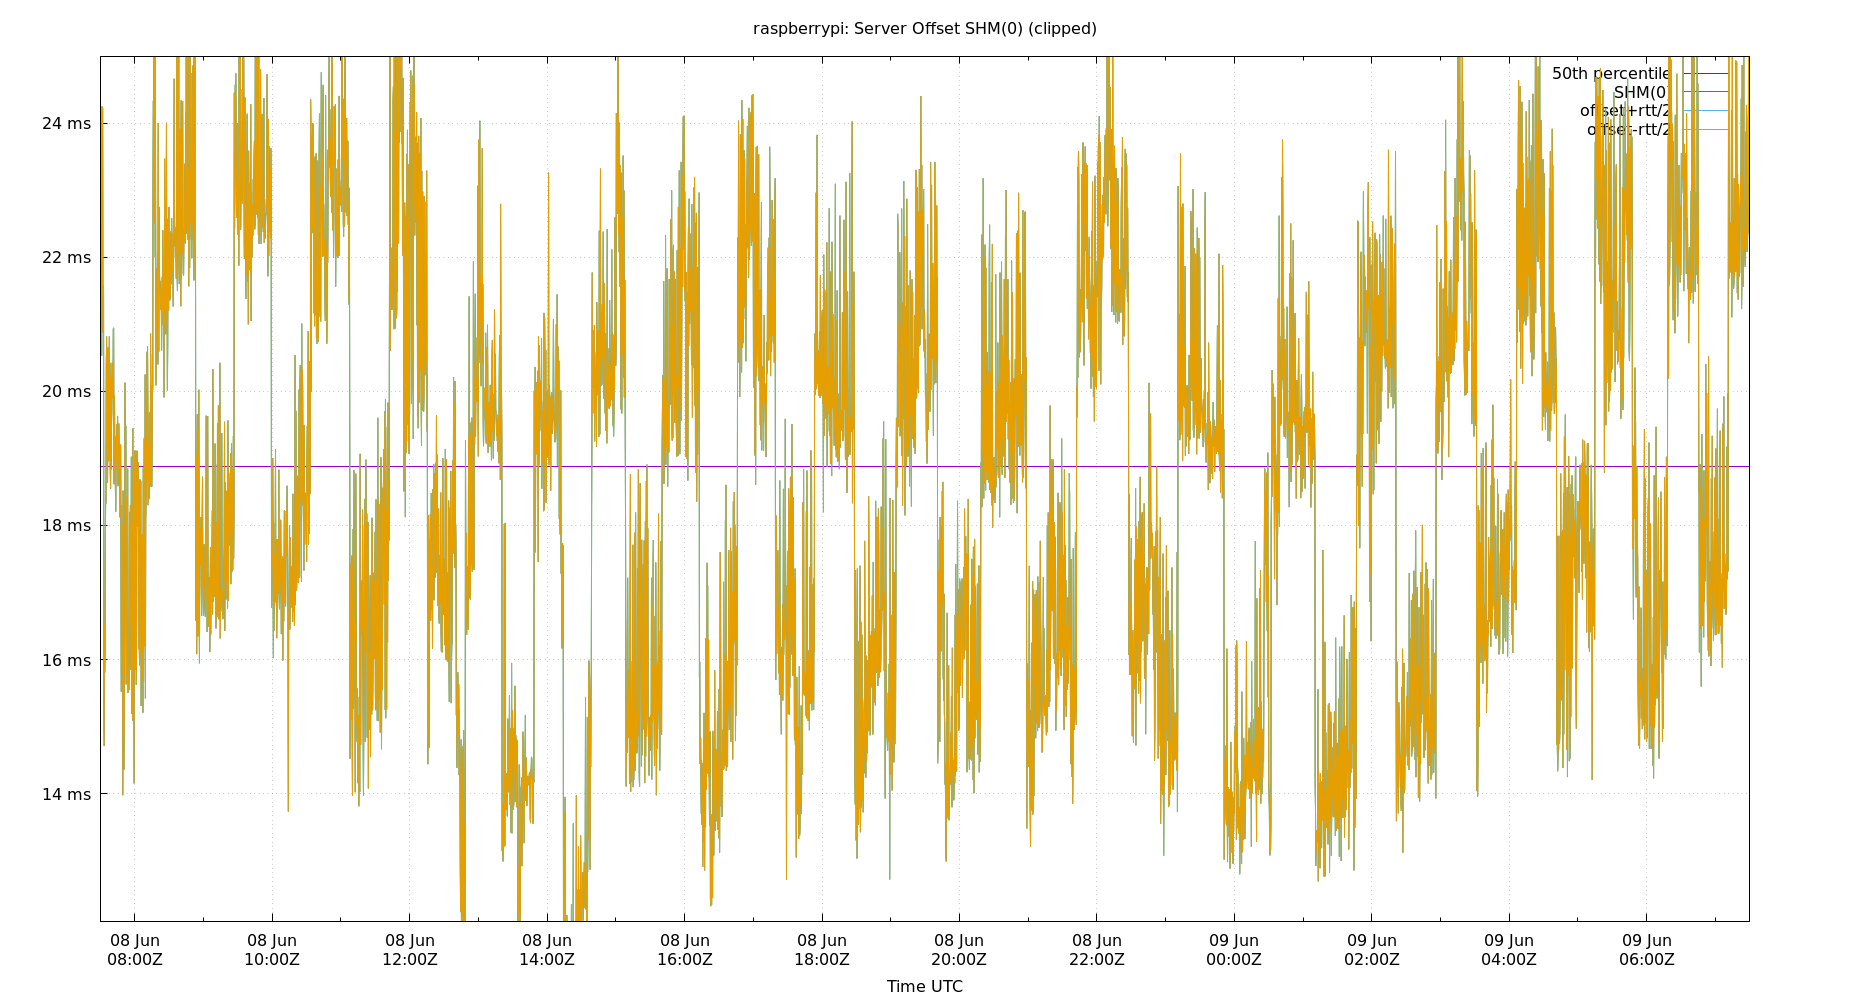 raspberrypi: Server Offset SHM(0) (clipped)
50th percentile
SHM(0)
offset+rtt/2
offset-rtt/2
24 ms
22 ms
20 ms
18 ms
16 ms
14 ms
08 Jun 08 Jun 08 Jun 08 Jun 08 Jun 08 Jun 08 Jun 08 Jun 09 Jun 09 Jun 09 Jun 09 Jun
08:00Z 10:00Z 12:00Z 14:00Z 16:00Z 18:00Z 20:00Z 22:00Z 00:00Z 02:00Z 04:00Z 06:00Z
Time UTC